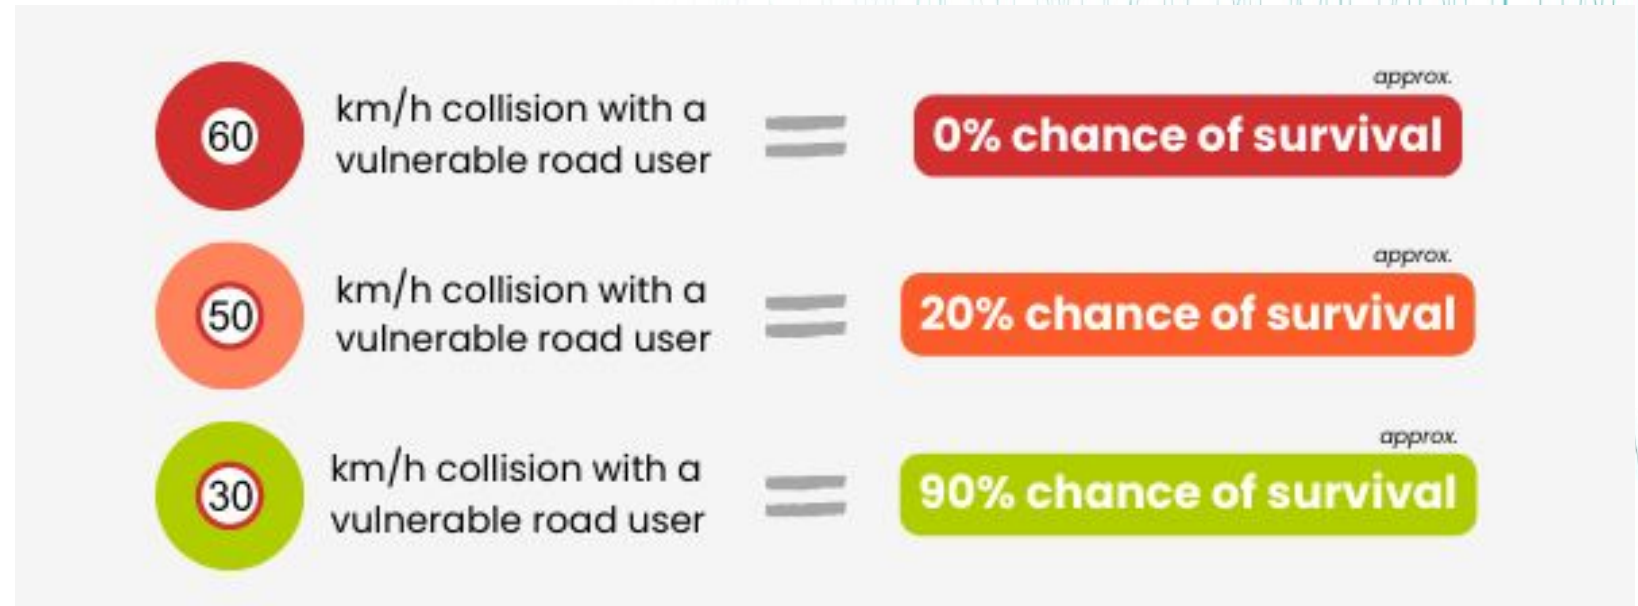 approx.
60 km/h collision with a = 0% chance of survival
vulnerable road user
approx.
50 km/h collision with a = 20% chance of survival
vulnerable road user
approx.
30 km/h collision with a = 90% chance of survival
vulnerable road user